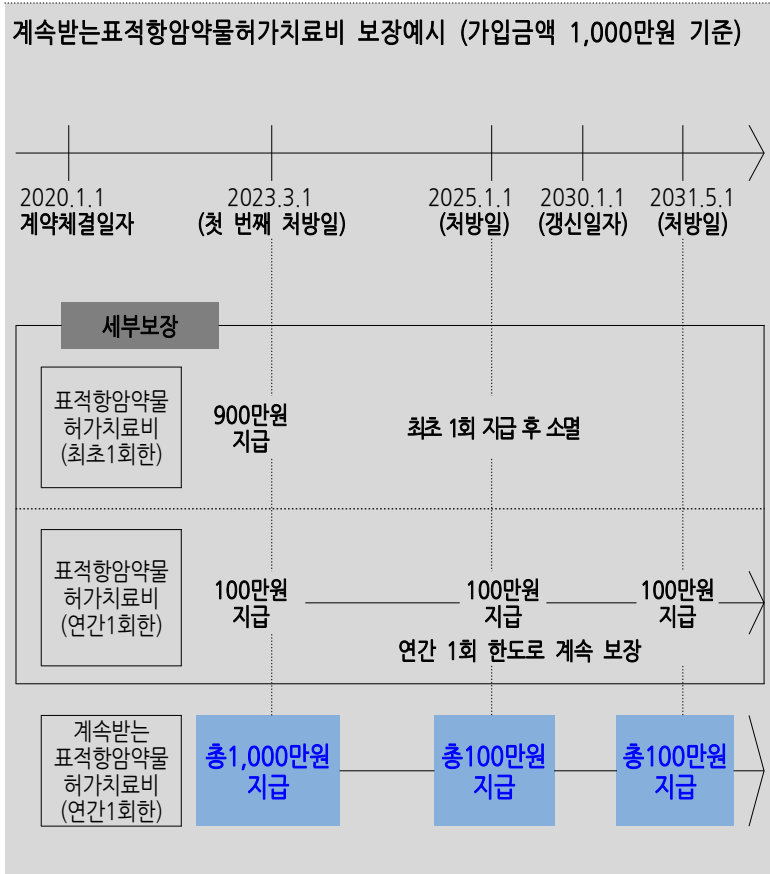 계속받는표적항암약물허가치료비 보장예시 (가입금액 1,000만원 기준)
2020.1.1
계약체결일자
2023.3.1
(첫 번째 처방일)
2025.1.1
(처방일)
2030.1.1
(갱신일자)
2031.5.1
(처방일)
세부보장
표적항암약물
허가치료비
(최초1회한)
900만원
지급
최초 1회 지급 후 소멸
표적항암약물
허가치료비
(연간1회한)
100만원
지급
100만원
지급
100만원
지급
연간 1회 한도로 계속 보장
계속받는
표적항암약물
허가치료비
(연간1회한)
총1,000만원
지급
총100만원
지급
총100만원
지급